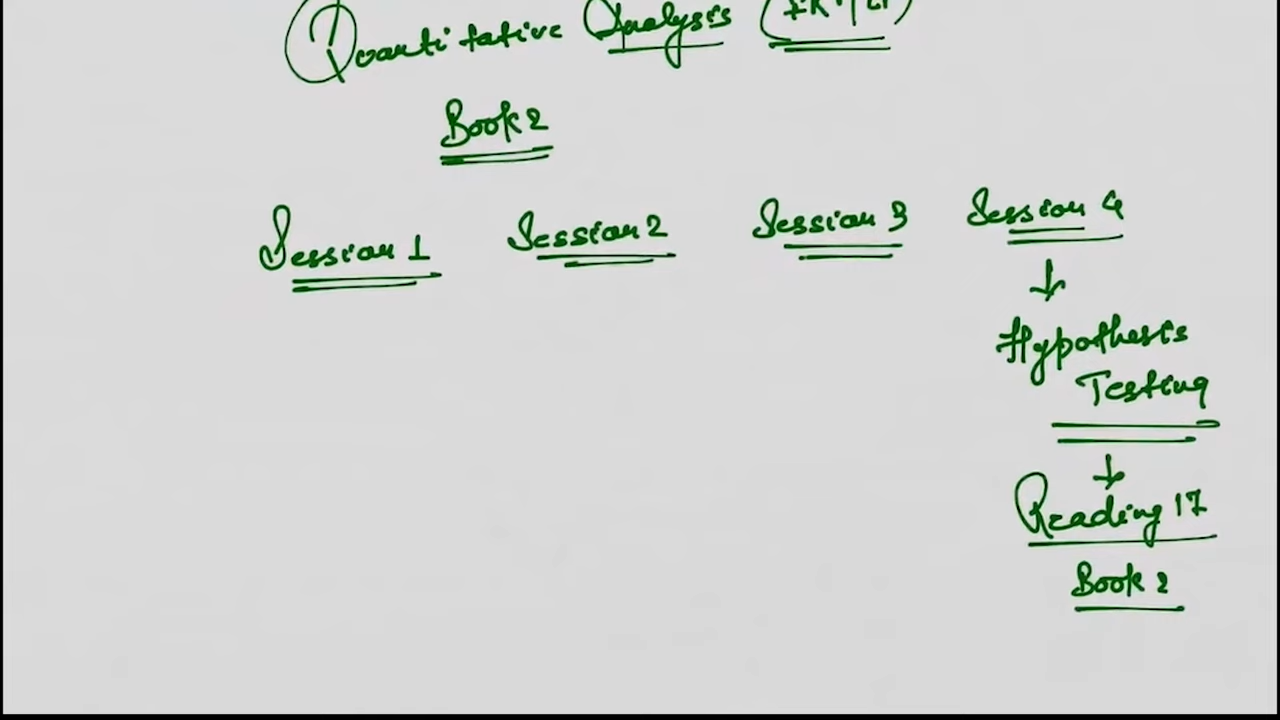 Quantitative Analysis
Book 2
Session 1 Session 2 Session 3 Session 4
↓
Hypothesis
Testing
↓
Reading 17
Book 2